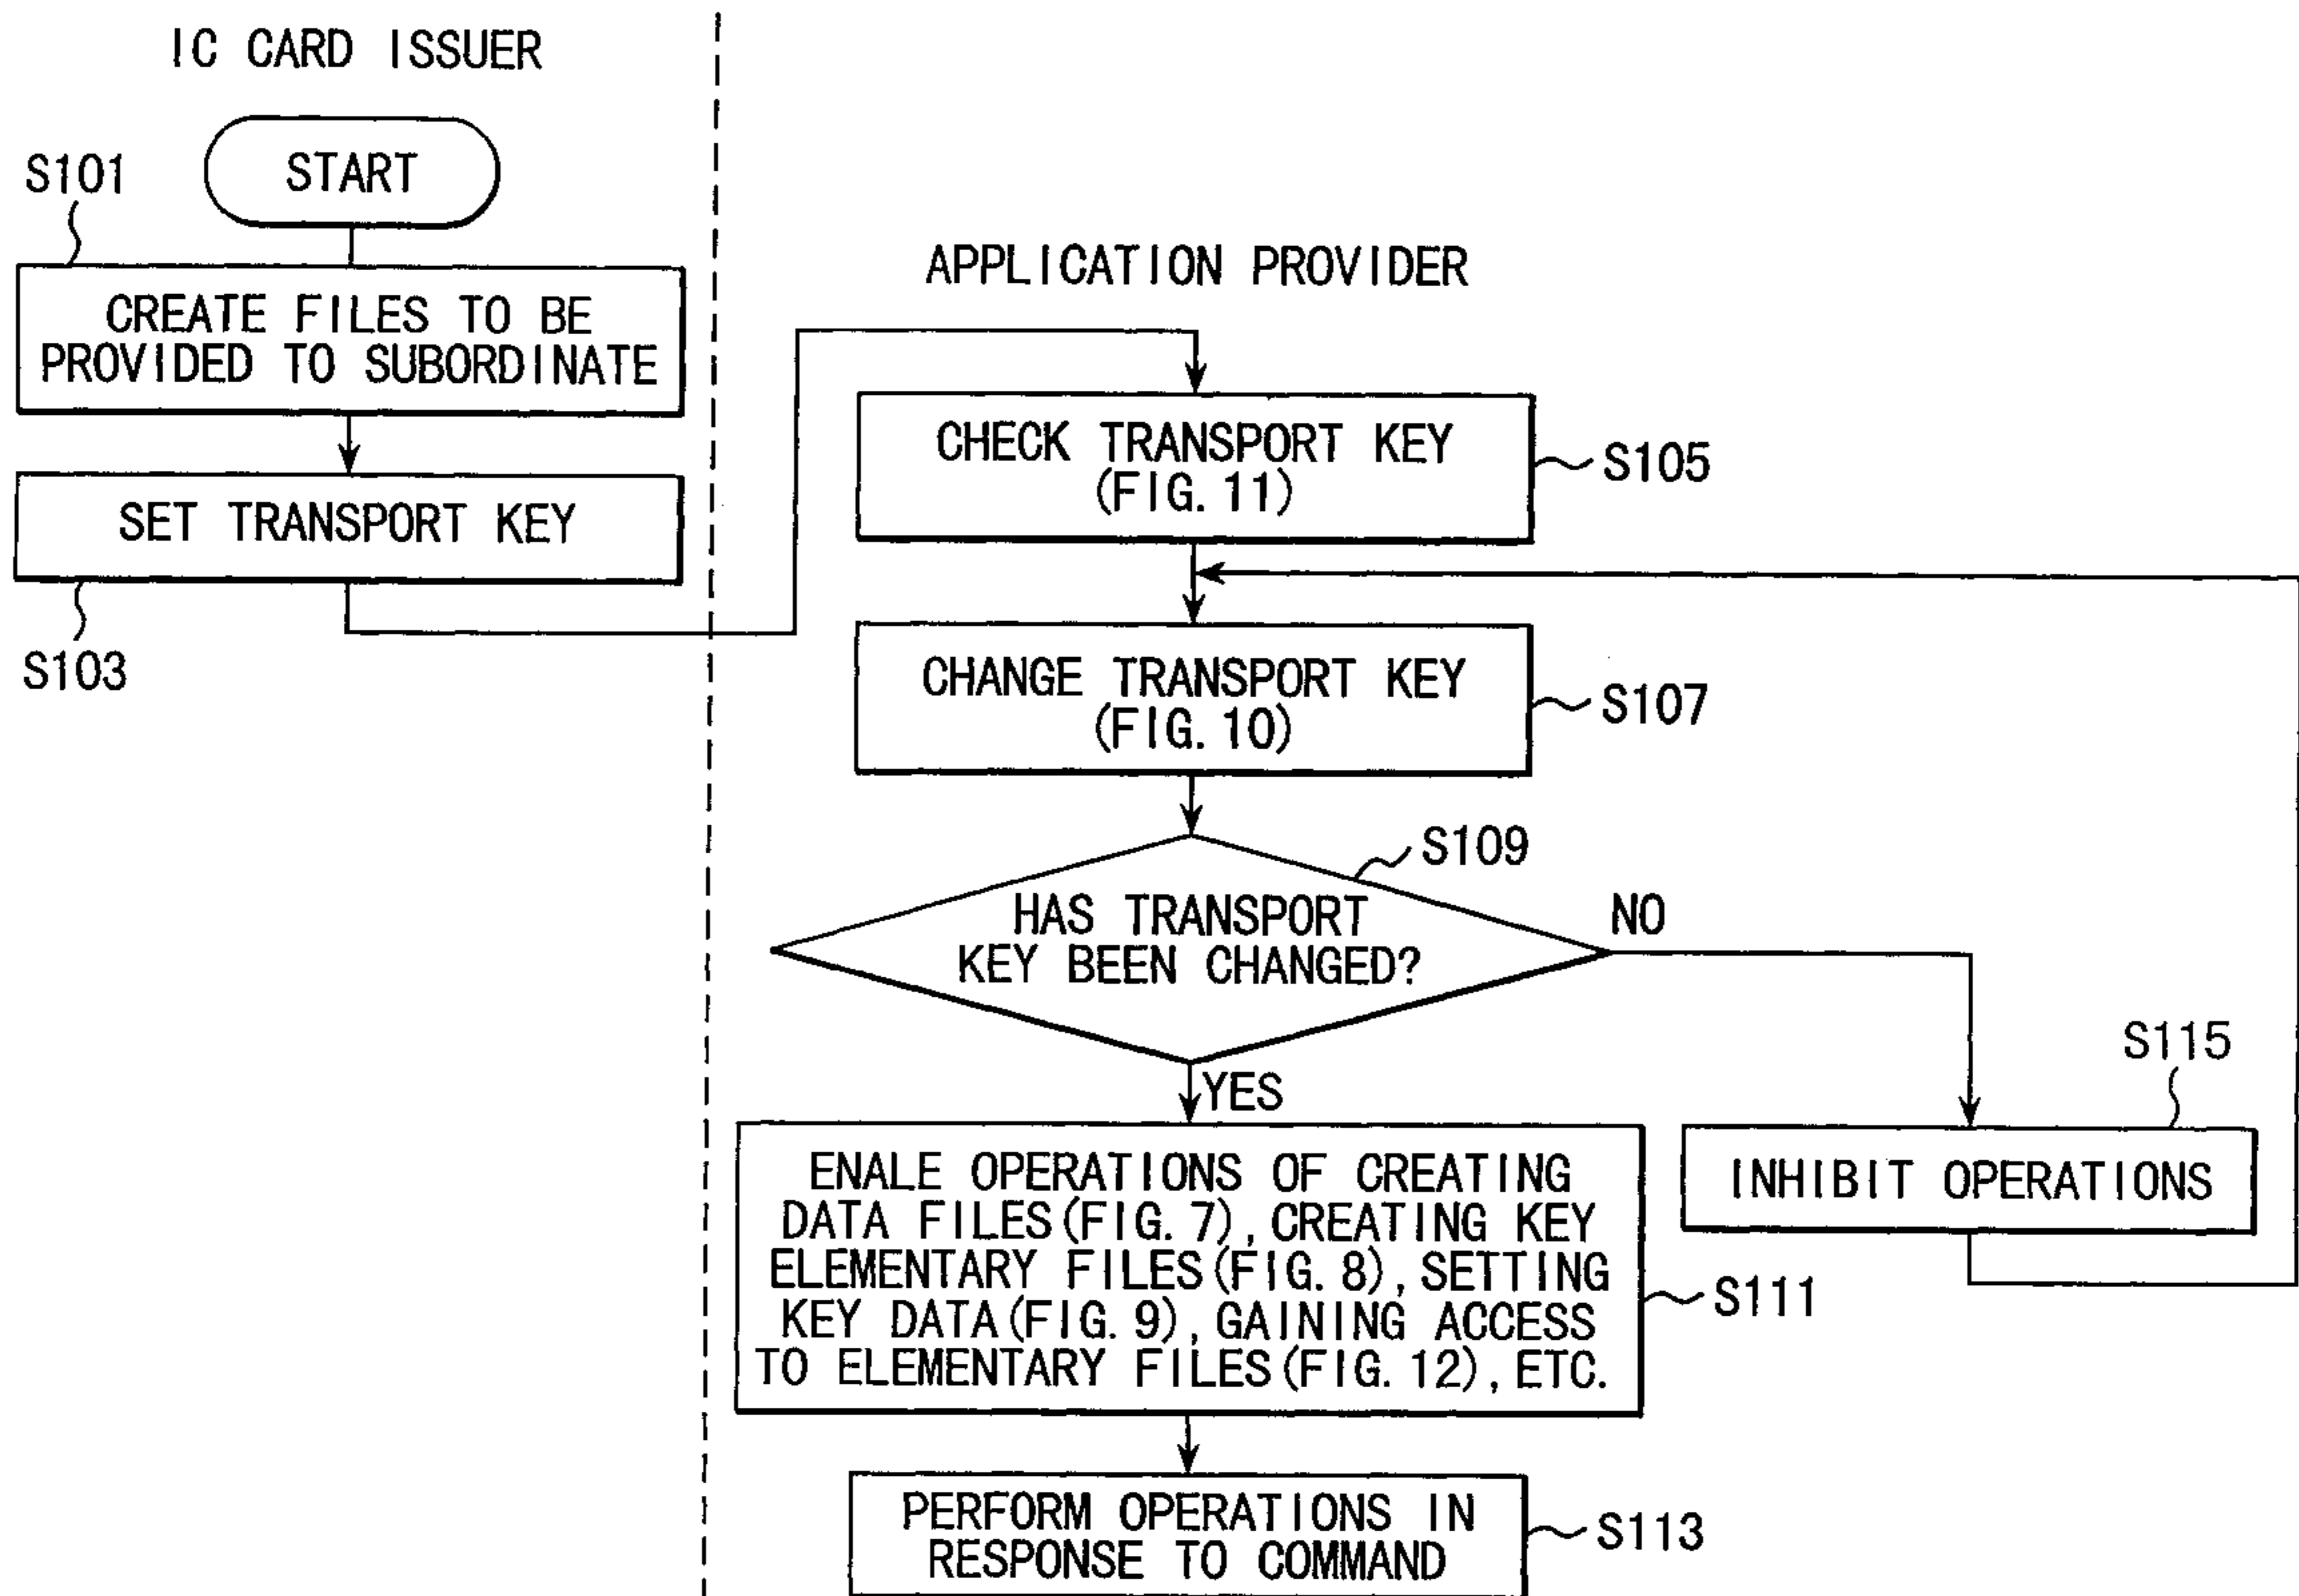 IC CARD ISSUER
START
S101
CREATE FILES TO BE
PROVIDED TO SUBORDINATE
SET TRANSPORT KEY
S103
APPLICATION PROVIDER
CHECK TRANSPORT KEY
(FIG. 11)
S105
CHANGE TRANSPORT KEY
(FIG. 10)
S107
S109
HAS TRANSPORT
KEY BEEN CHANGED?
NO
YES
S115
INHIBIT OPERATIONS
ENALE OPERATIONS OF CREATING
DATA FILES(FIG. 7), CREATING KEY
ELEMENTARY FILES(FIG. 8), SETTING
KEY DATA(FIG. 9), GAINING ACCESS
TO ELEMENTARY FILES(FIG. 12), ETC.
S111
PERFORM OPERATIONS IN
RESPONSE TO COMMAND
S113